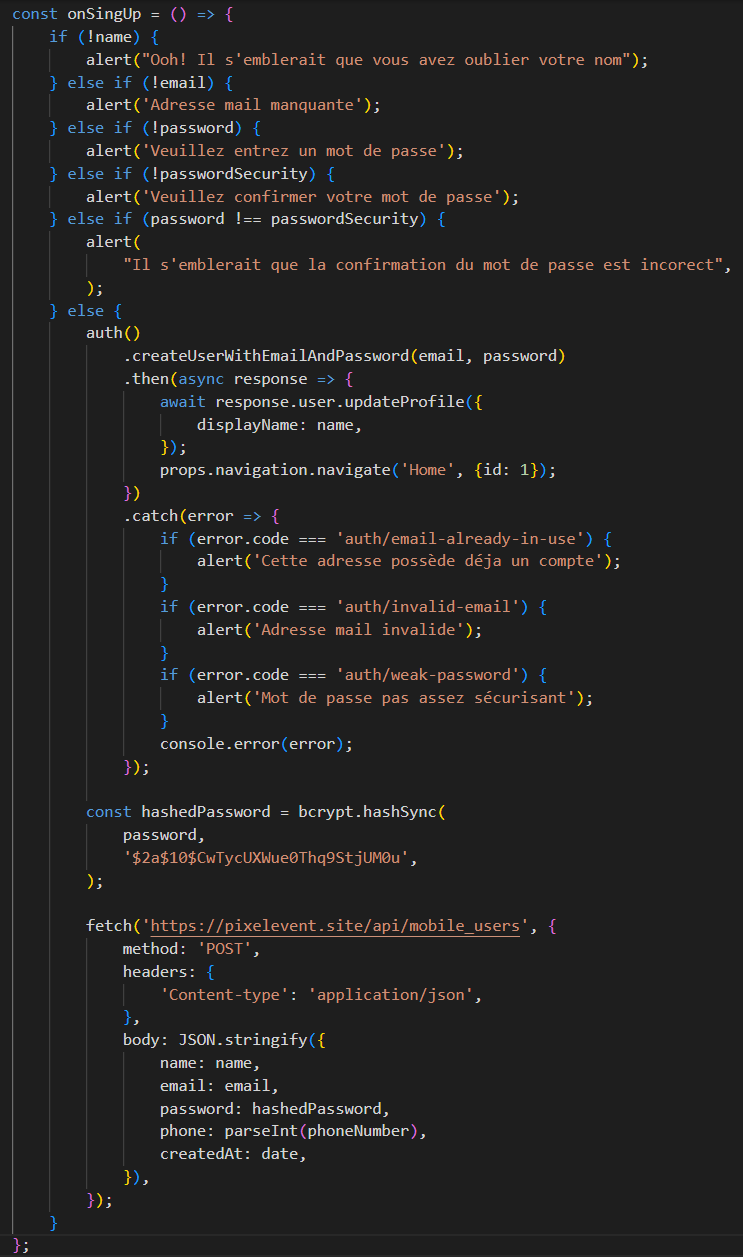 const onSingUp = () => {
if (!name) {
alert("Ooh! Il s'emblerait que vous avez oublier votre nom");
} else if (!email) {
alert('Adresse mail manquante');
} else if (!password) {
alert('Veuillez entrez un mot de passe');
} else if (!passwordSecurity) {
alert('Veuillez confirmer votre mot de passe');
} else if (password !== passwordSecurity) {
alert(
"Il s'emblerait que la confirmation du mot de passe est incorect",
);
} else {
auth()
.createUserWithEmailAndPassword(email, password)
.then(async response => {
await response.user.updateProfile({
displayName: name,
});
props.navigation.navigate('Home', {id: 1});
})
.catch(error => {
if (error.code === 'auth/email-already-in-use') {
alert('Cette adresse possède déja un compte');
}
if (error.code === 'auth/invalid-email') {
alert('Adresse mail invalide');
}
if (error.code === 'auth/weak-password') {
alert('Mot de passe pas assez sécurisant');
}
console.error(error);
});
const hashedPassword = bcrypt.hashSync(
password,
'$2a$10$CwTycUXWue0Thq9StjUM0u',
);
fetch('https://pixelevent.site/api/mobile_users', {
method: 'POST',
headers: {
'Content-type': 'application/json',
},
body: JSON.stringify({
name: name,
email: email,
password: hashedPassword,
phone: parseInt(phoneNumber),
createdAt: date,
}),
});
}
};